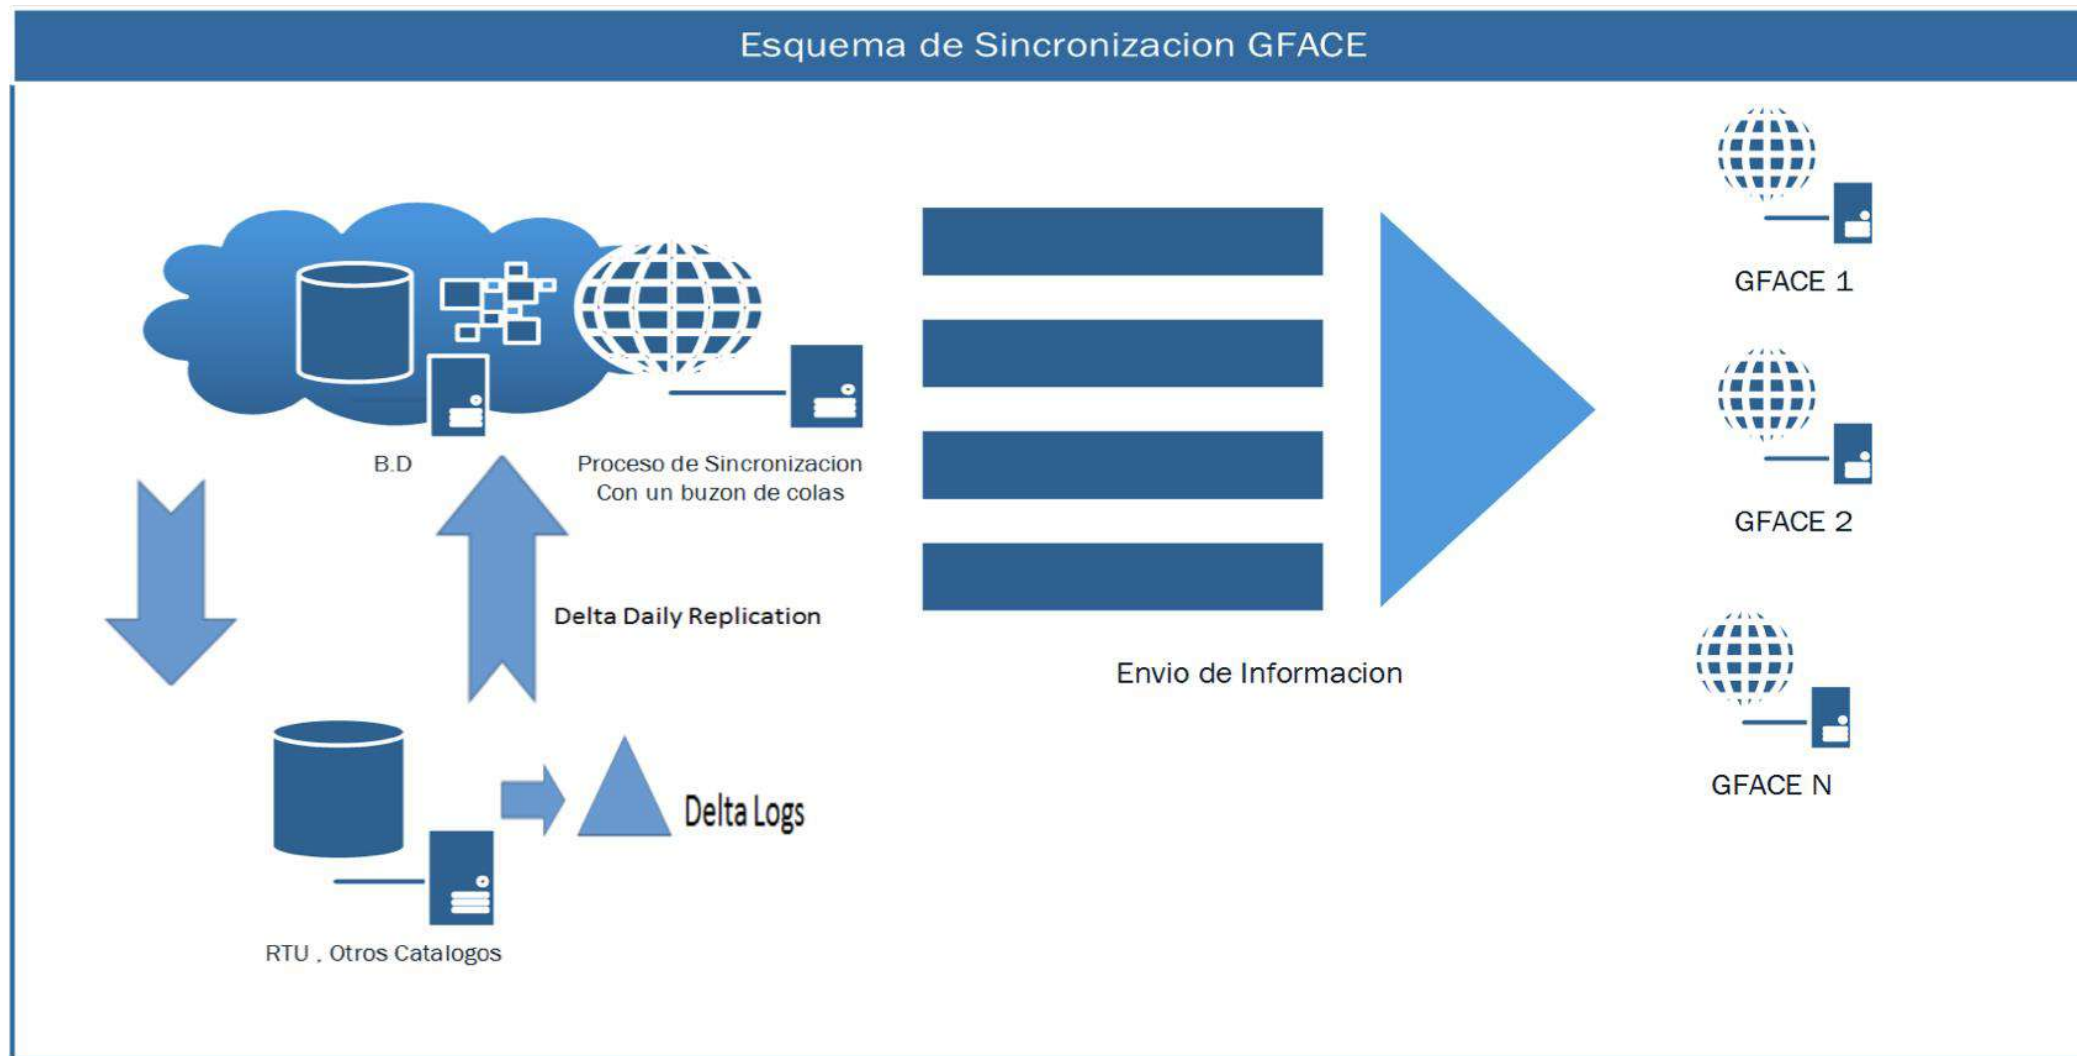 Esquema de Sincronizacion GFACE
GFACE 1
B.D
Proceso de Sincronizacion
Con un buzon de colas
GFACE 2
Delta Daily Replication
Envio de Informacion
GFACE N
Delta Logs
RTU , Otros Catalogos